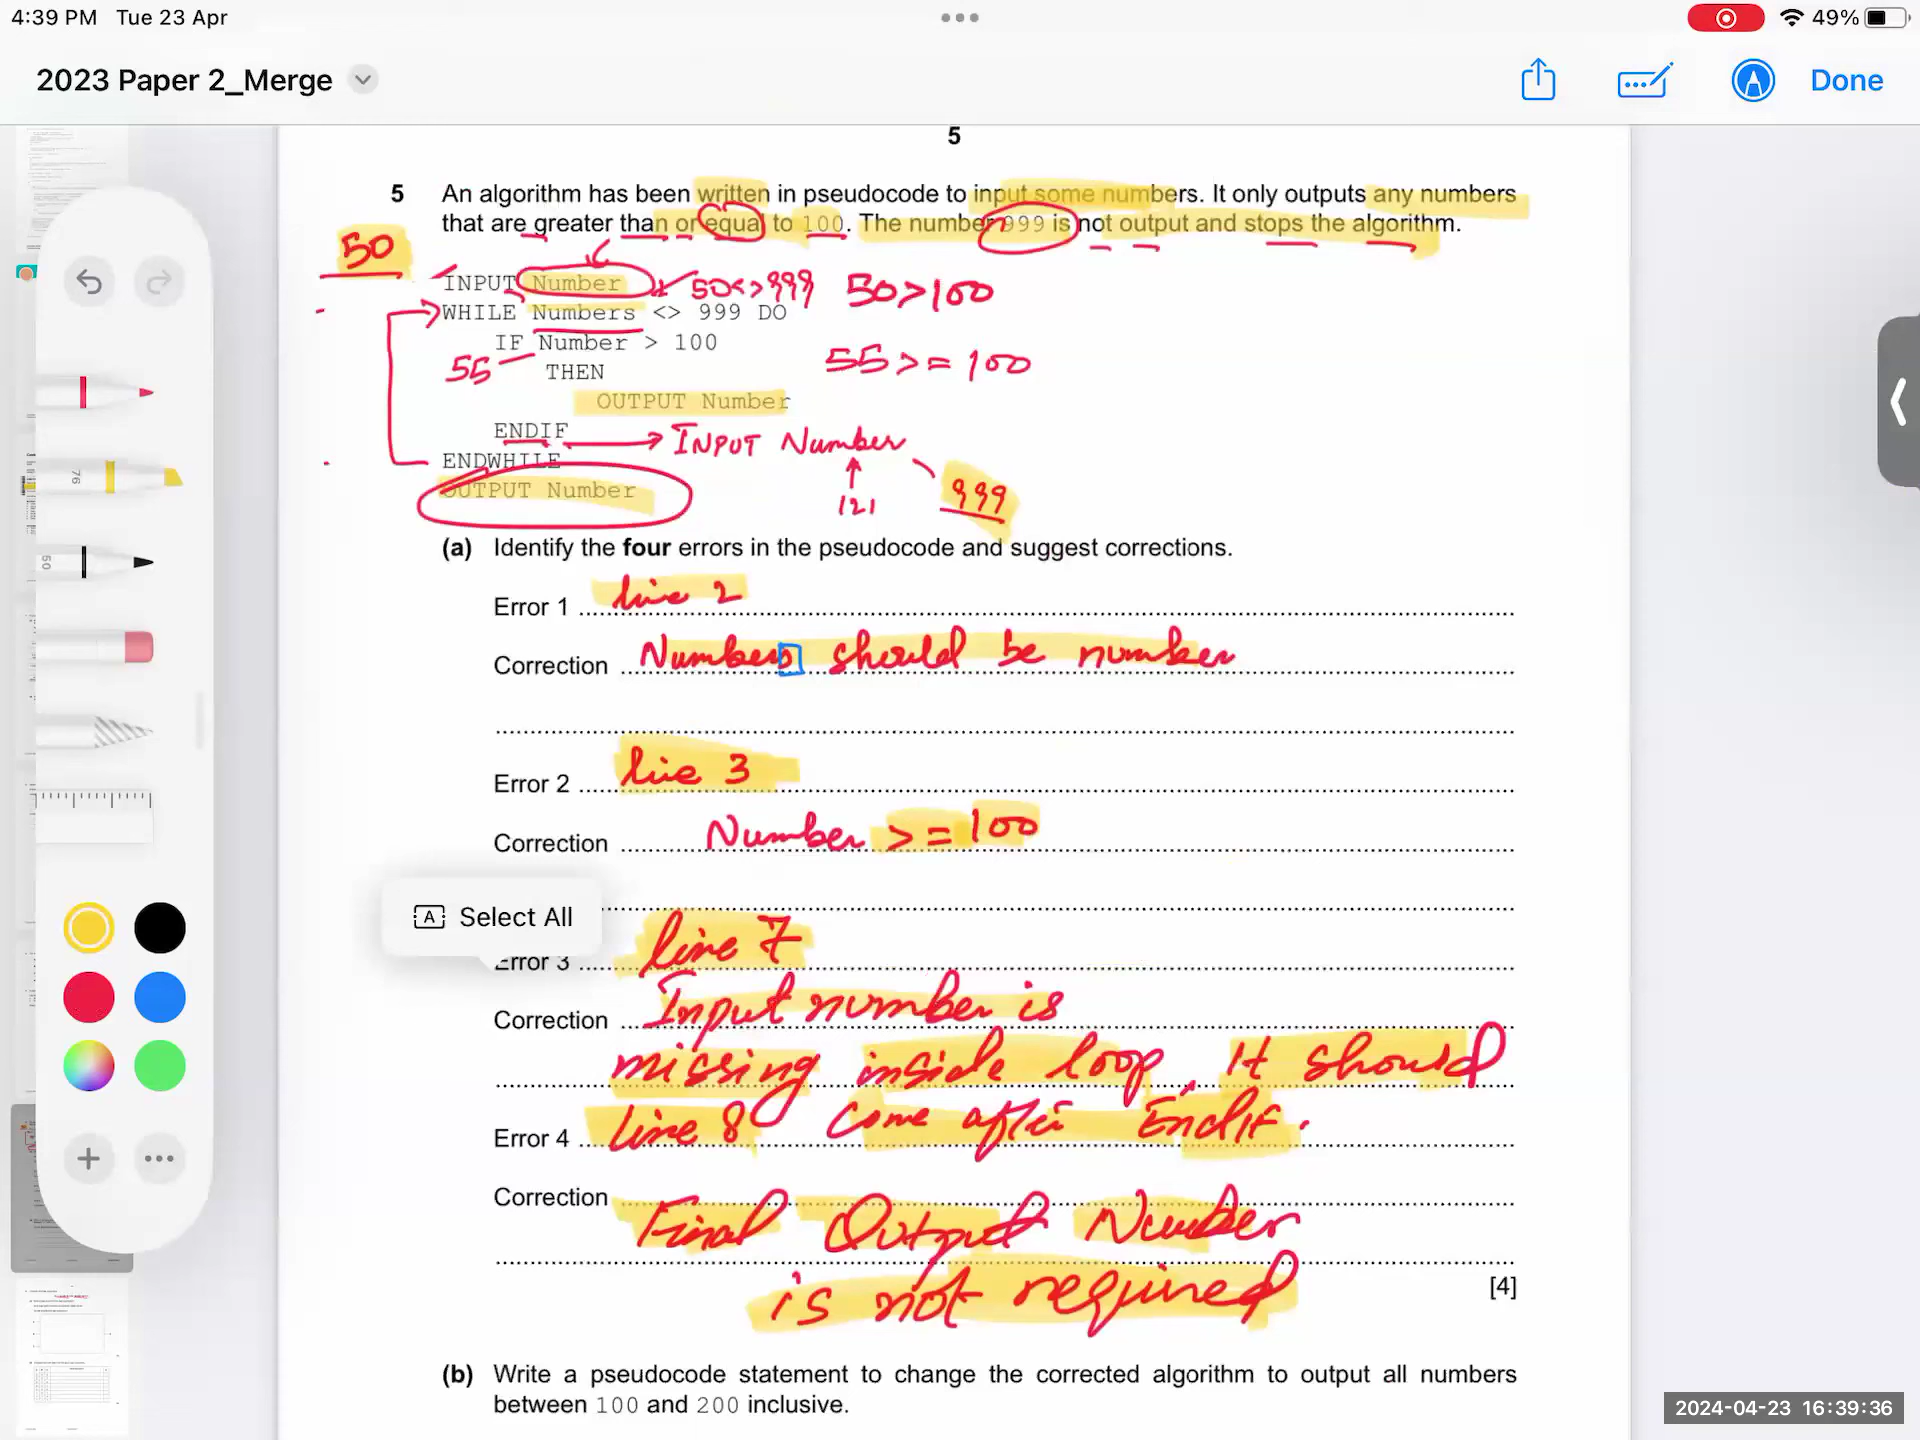 4:39 PM Tue 23 Apr
49%
2023 Paper 2_Merge
Done
5
5 An algorithm has been written in pseudocode to input some numbers. It only outputs any numbers
that are greater than or equal to 100. The number 999 is not output and stops the algorithm.
50
INPUT Number 50<>999 50>100
WHILE Numbers <> 999 DO
IF Number > 100
55 THEN 55>=100
OUTPUT Number
ENDIF INPUT Number
ENDWHILE
OUTPUT Number 121 999
(a) Identify the four errors in the pseudocode and suggest corrections.
Error 1 line 2
Correction Numbers should be number
Error 2 line 3
Correction Number >= 100
Select All
Error 3 line 7
Correction Input number is
missing inside loop. It should
Error 4 line 8 come after EndIF.
Correction Final Output Number
is not required
[4]
(b) Write a pseudocode statement to change the corrected algorithm to output all numbers
between 100 and 200 inclusive.
2024-04-23 16:39:36